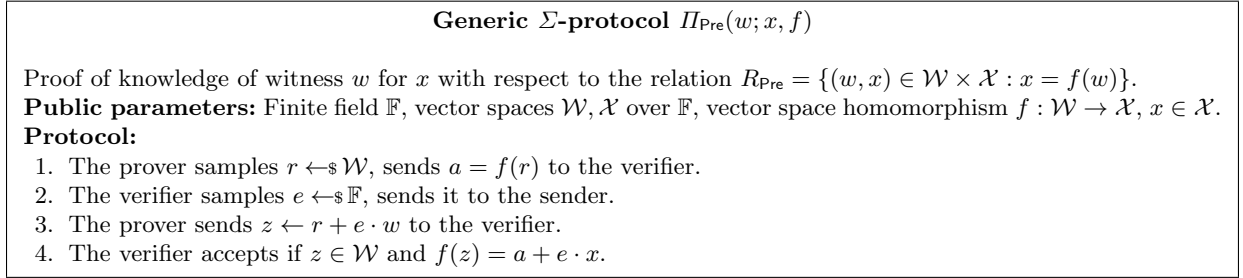 Generic Σ-protocol Π_Pre(w; x, f)
Proof of knowledge of witness w for x with respect to the relation R_Pre = {(w, x) ∈ 𝒲 × 𝒳 : x = f(w)}.
Public parameters: Finite field 𝔽, vector spaces 𝒲, 𝒳 over 𝔽, vector space homomorphism f : 𝒲 → 𝒳, x ∈ 𝒳.
Protocol:
1. The prover samples r ←$ 𝒲, sends a = f(r) to the verifier.
2. The verifier samples e ←$ 𝔽, sends it to the sender.
3. The prover sends z ← r + e · w to the verifier.
4. The verifier accepts if z ∈ 𝒲 and f(z) = a + e · x.